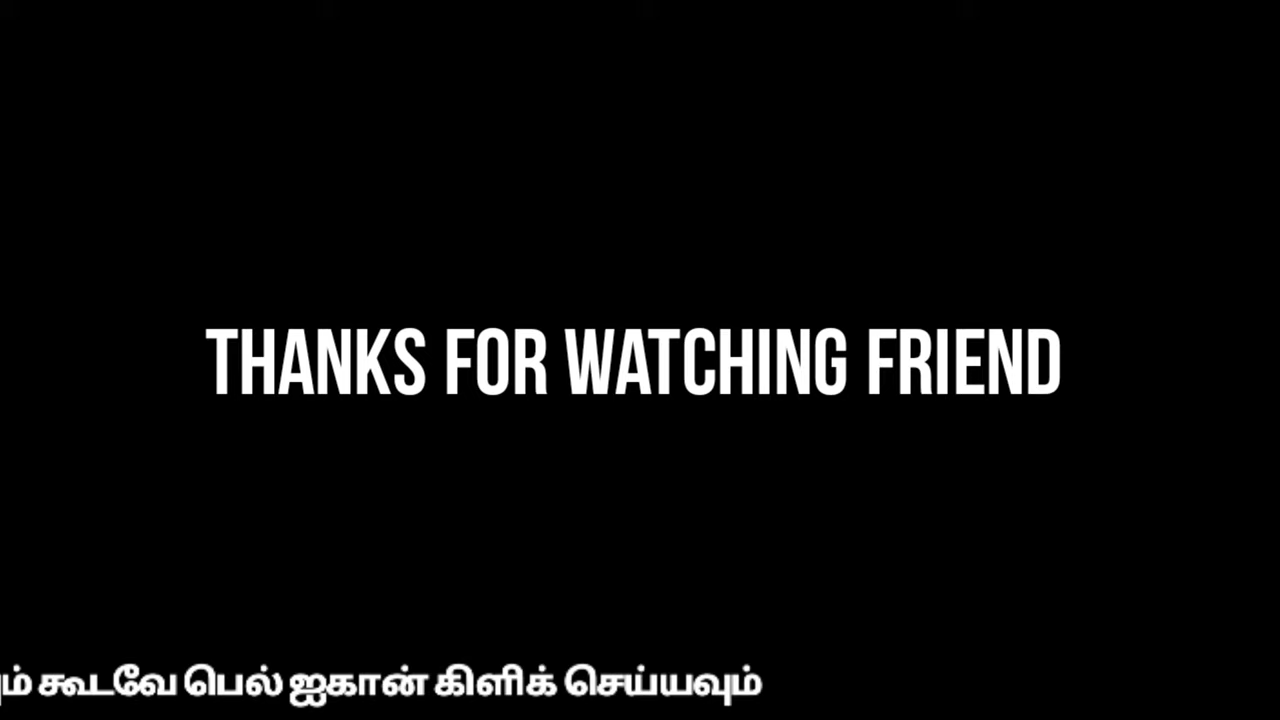 THANKS FOR WATCHING FRIEND
கூடவே பெல் ஐகான் கிளிக் செய்யவும்